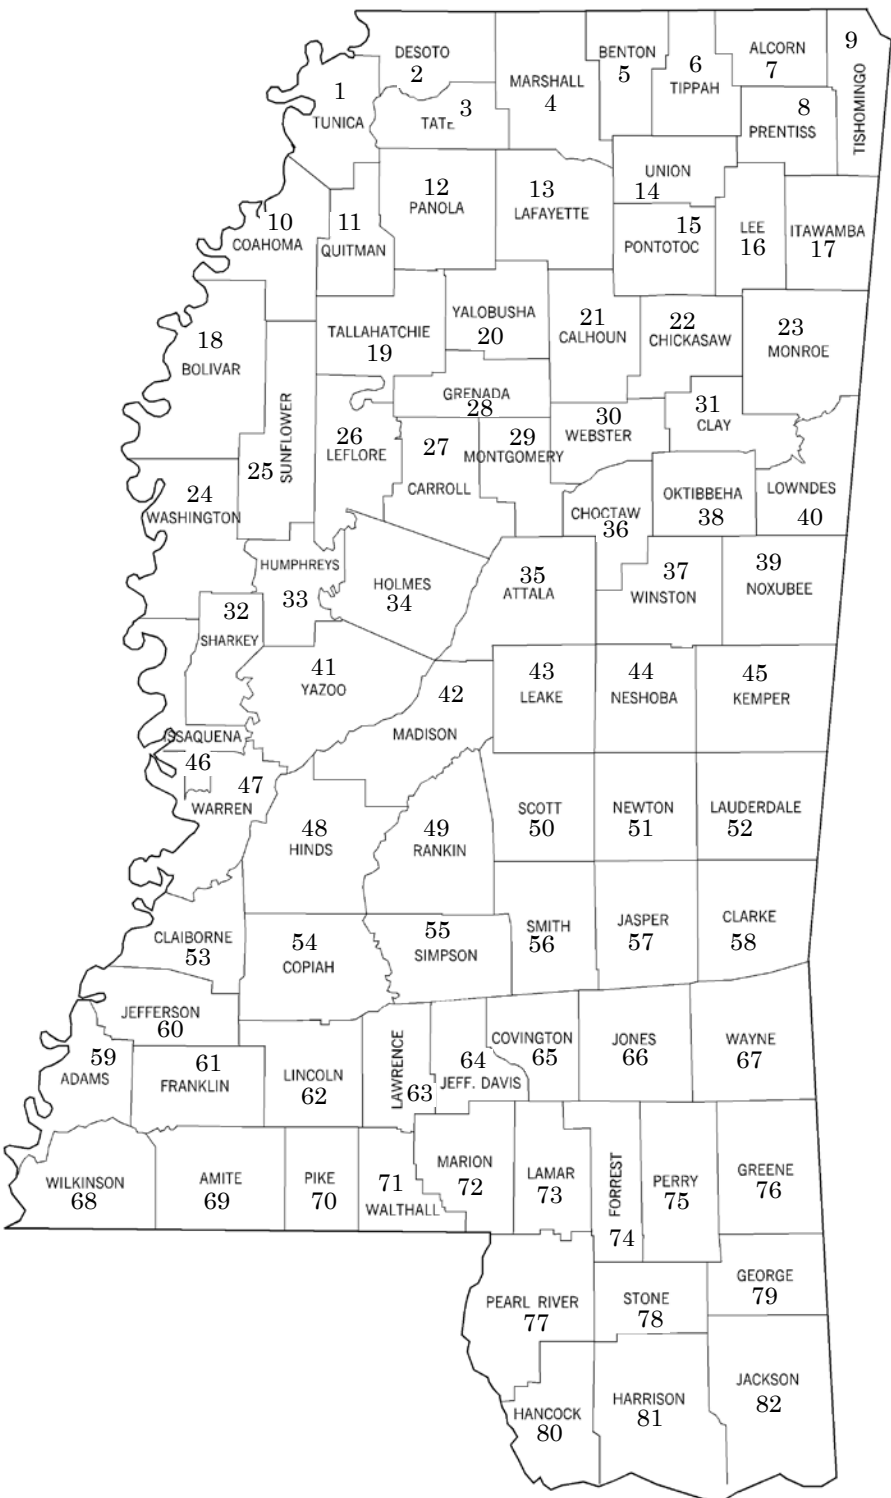 DESOTO
2
BENTON
5
6
TIPPAH
ALCORN
7
9
TISHOMINGO
1
TUNICA
3
TATE
MARSHALL
4
8
PRENTISS
10
COAHOMA
11
QUITMAN
12
PANOLA
13
LAFAYETTE
UNION
14
15
PONTOTOC
LEE
16
ITAWAMBA
17
18
BOLIVAR
TALLAHATCHIE
19
YALOBUSHA
20
21
CALHOUN
22
CHICKASAW
23
MONROE
24
WASHINGTON
25
SUNFLOWER
26
LEFLORE
27
CARROLL
GRENADA
28
29
MONTGOMERY
30
WEBSTER
31
CLAY
32
SHARKEY
HUMPHREYS
33
HOLMES
34
35
ATTALA
CHOCTAW
36
37
WINSTON
OKTIBBEHA
38
39
NOXUBEE
LOWNDES
40
41
YAZOO
42
MADISON
43
LEAKE
44
NESHOBA
45
KEMPER
ISSAQUENA
46
47
WARREN
48
HINDS
49
RANKIN
SCOTT
50
NEWTON
51
LAUDERDALE
52
CLAIBORNE
53
54
COPIAH
55
SIMPSON
SMITH
56
JASPER
57
CLARKE
58
59
ADAMS
JEFFERSON
60
61
FRANKLIN
LINCOLN
62
LAWRENCE
63
64
JEFF. DAVIS
COVINGTON
65
JONES
66
WAYNE
67
WILKINSON
68
AMITE
69
PIKE
70
71
WALTHALL
MARION
72
LAMAR
73
FORREST
74
PERRY
75
GREENE
76
PEARL RIVER
77
STONE
78
GEORGE
79
HANCOCK
80
HARRISON
81
JACKSON
82